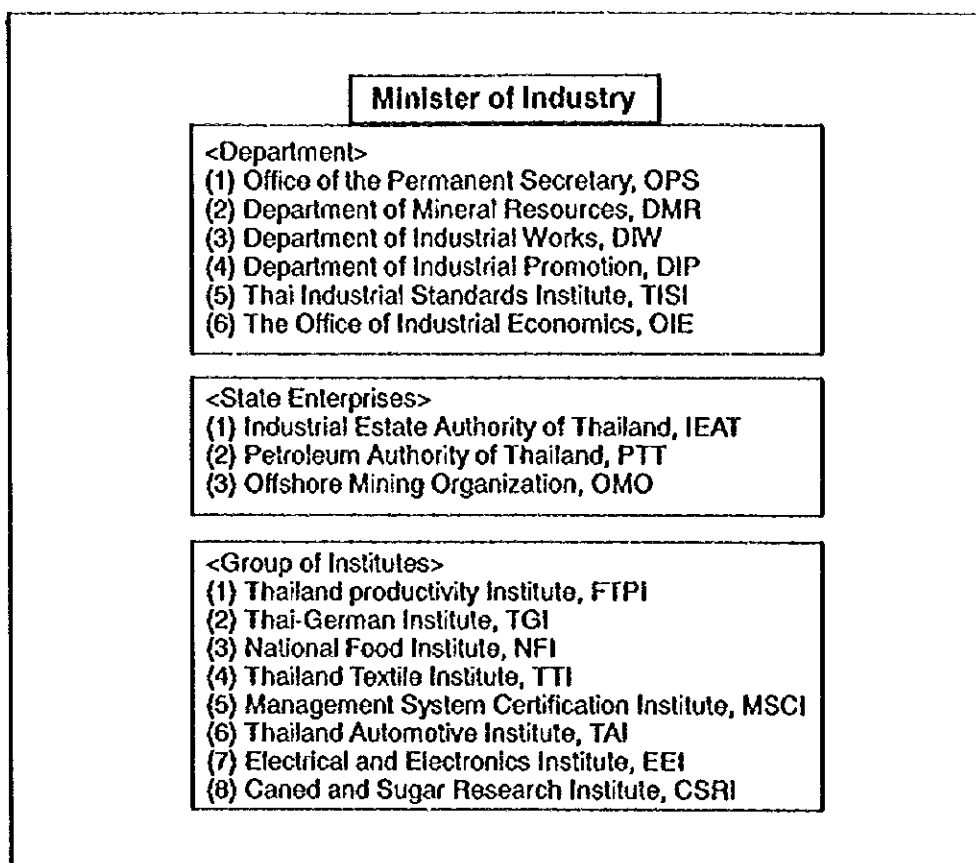 Minister of Industry
<Department>
(1) Office of the Permanent Secretary, OPS
(2) Department of Mineral Resources, DMR
(3) Department of Industrial Works, DIW
(4) Department of Industrial Promotion, DIP
(5) Thai Industrial Standards Institute, TISI
(6) The Office of Industrial Economics, OIE
<State Enterprises>
(1) Industrial Estate Authority of Thailand, IEAT
(2) Petroleum Authority of Thailand, PTT
(3) Offshore Mining Organization, OMO
<Group of Institutes>
(1) Thailand productivity Institute, FTPI
(2) Thai-German Institute, TGI
(3) National Food Institute, NFI
(4) Thailand Textile Institute, TTI
(5) Management System Certification Institute, MSCI
(6) Thailand Automotive Institute, TAI
(7) Electrical and Electronics Institute, EEI
(8) Caned and Sugar Research Institute, CSRI